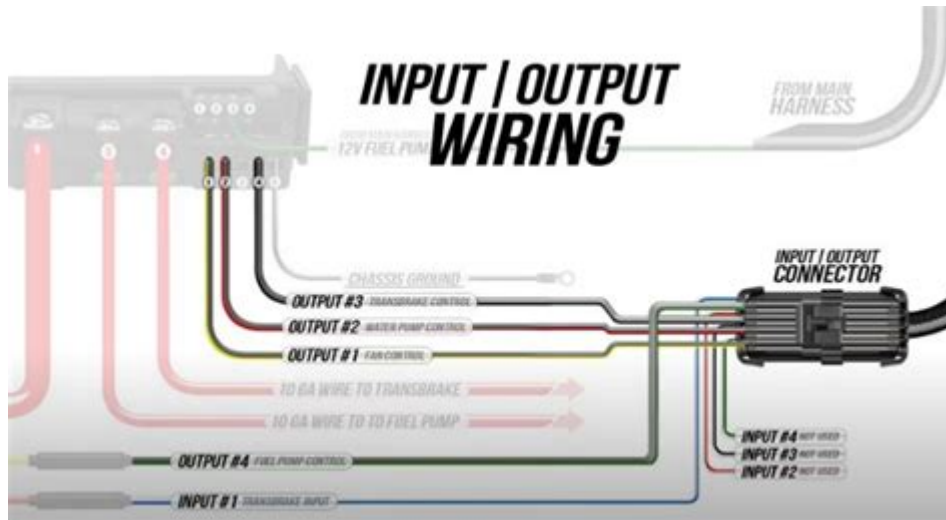 INPUT / OUTPUT
WIRING
FROM MAIN
HARNESS
12V FUEL PUMP
CHASSIS GROUND
INPUT / OUTPUT
CONNECTOR
OUTPUT #3 TRANSBRAKE CONTROL
OUTPUT #2 WATER PUMP CONTROL
OUTPUT #1 FAN CONTROL
10 GA WIRE TO TRANSBRAKE
10 GA WIRE TO TO FUEL PUMP
INPUT #4 NOT USED
INPUT #3 NOT USED
INPUT #2 NOT USED
OUTPUT #4 FUEL PUMP CONTROL
INPUT #1 TRANSBRAKE INPUT